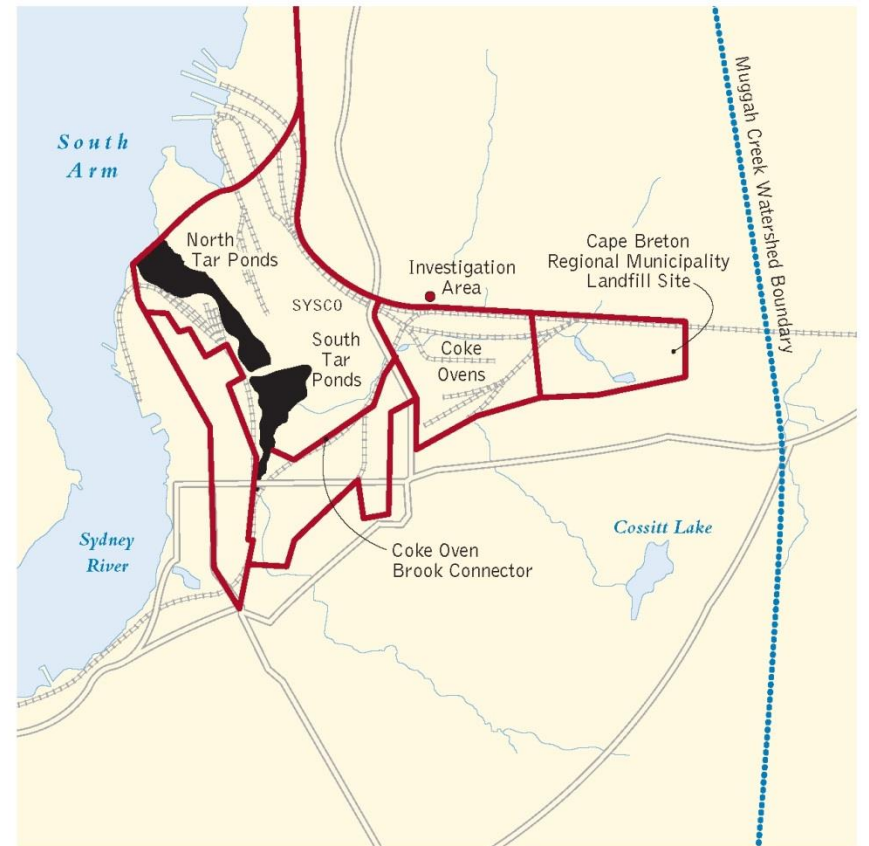 South
Arm
North
Tar Ponds
SYSCO
South
Tar
Ponds
Investigation
Area
Coke
Ovens
Cape Breton
Regional Municipality
Landfill Site
Muggah Creek Watershed Boundary
Sydney
River
Coke Oven
Brook Connector
Cossitt Lake